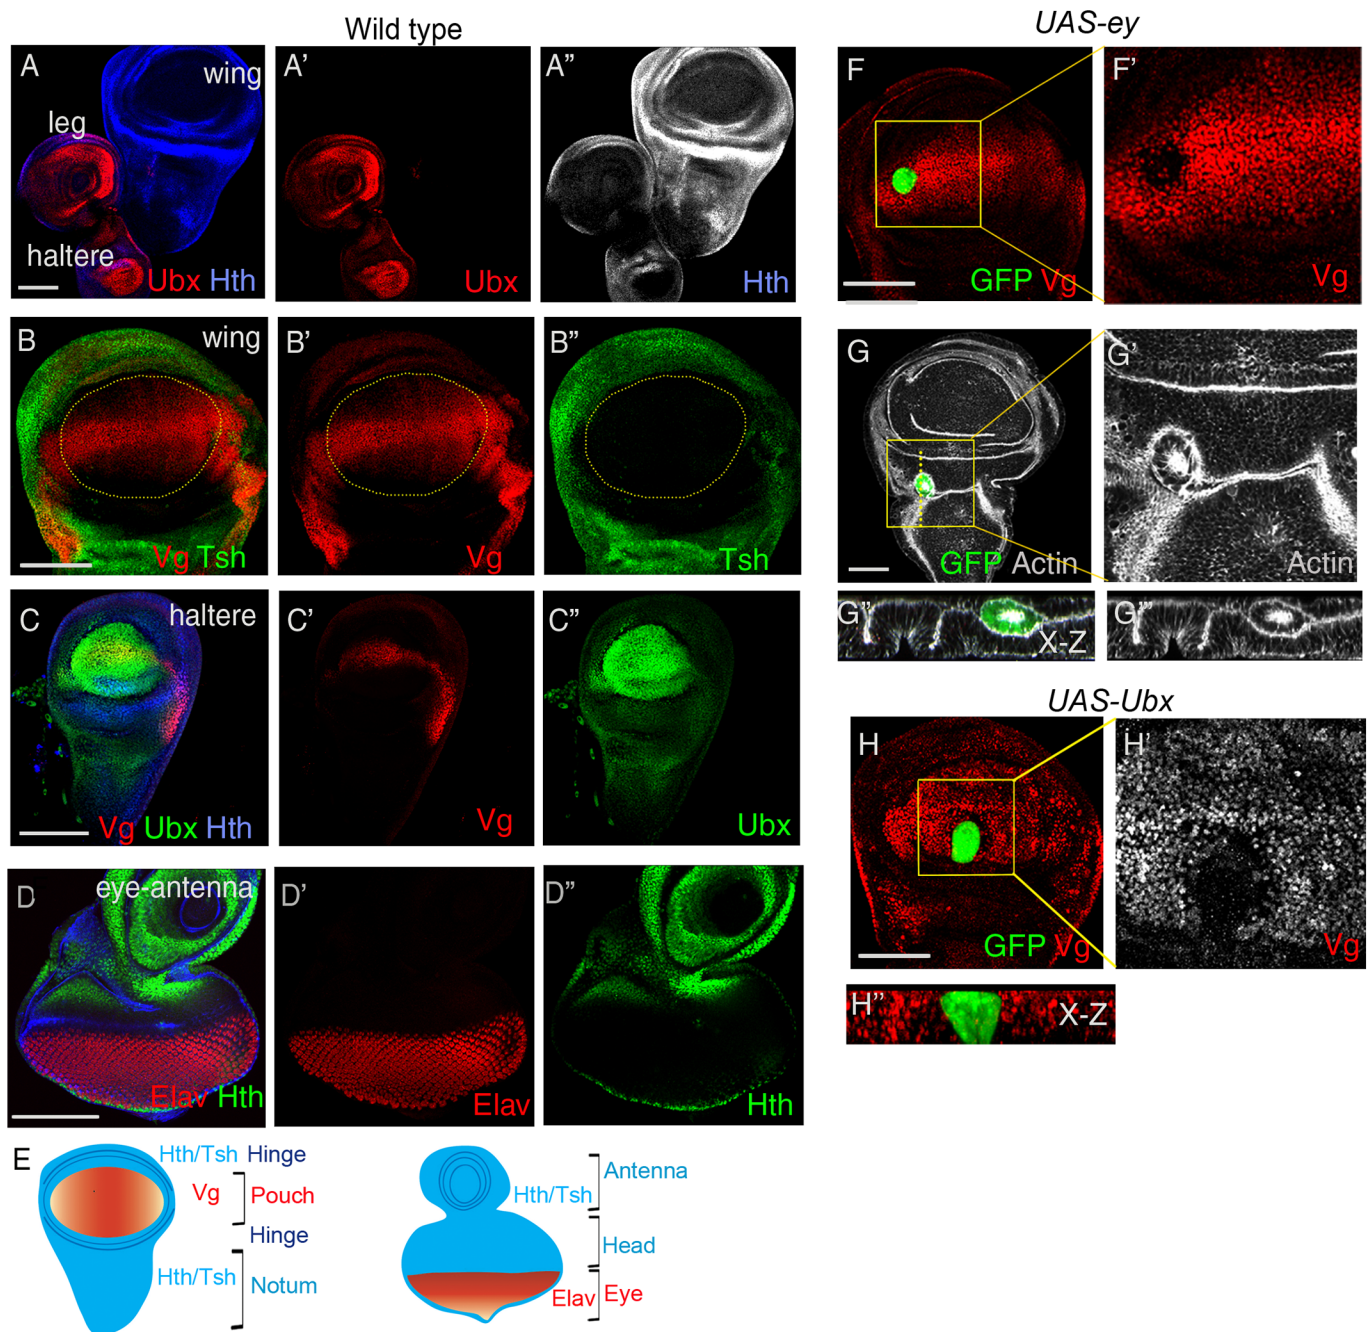 Wild type
A
wing
leg
haltere
Ubx Hth
A'
Ubx
A"
Hth
B
wing
Vg Tsh
B'
Vg
B"
Tsh
C
haltere
Vg Ubx Hth
C'
Vg
C"
Ubx
D
eye-antenna
Elav Hth
D'
Elav
D"
Hth
E
Hth/Tsh Hinge
Vg Pouch
Hinge
Hth/Tsh Notum
Antenna
Hth/Tsh
Head
Elav Eye
UAS-ey
F
GFP Vg
F'
Vg
G
GFP Actin
G'
Actin
G"
X-Z
G'''
UAS-Ubx
H
GFP Vg
H'
Vg
H"
X-Z